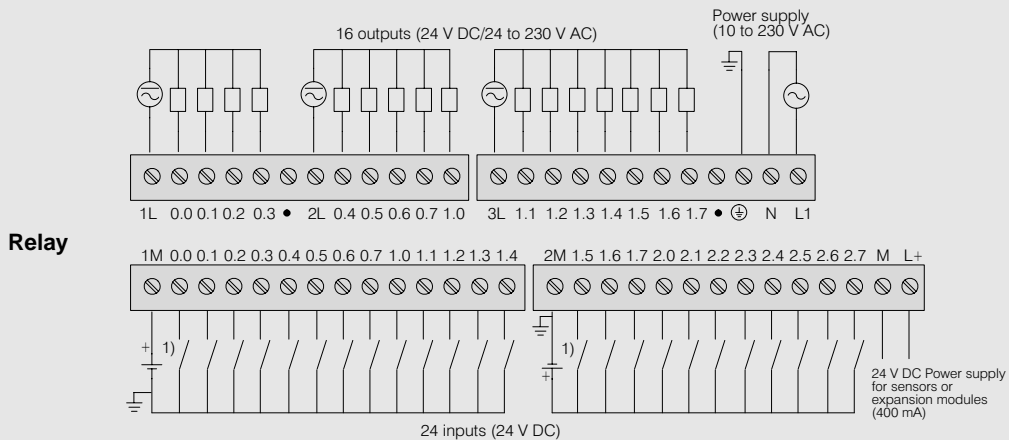 16 outputs (24 V DC/24 to 230 V AC)
Power supply
(10 to 230 V AC)
1L 0.0 0.1 0.2 0.3 • 2L 0.4 0.5 0.6 0.7 1.0
3L 1.1 1.2 1.3 1.4 1.5 1.6 1.7 • N L1
Relay
1M 0.0 0.1 0.2 0.3 0.4 0.5 0.6 0.7 1.0 1.1 1.2 1.3 1.4
2M 1.5 1.6 1.7 2.0 2.1 2.2 2.3 2.4 2.5 2.6 2.7 M L+
+ 1)
+ 1)
24 V DC Power supply
for sensors or
expansion modules
(400 mA)
24 inputs (24 V DC)